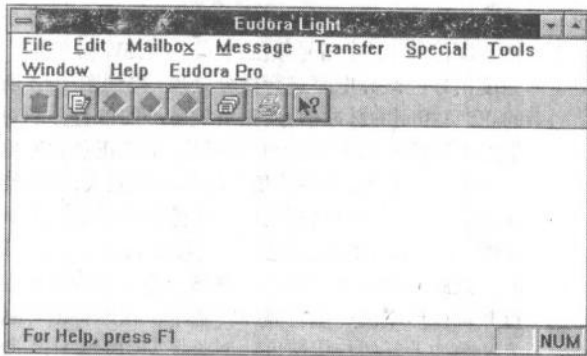 Eudora Light
File Edit Mailbox Message Transfer Special Tools
Window Help Eudora Pro
?
For Help, press F1
NUM